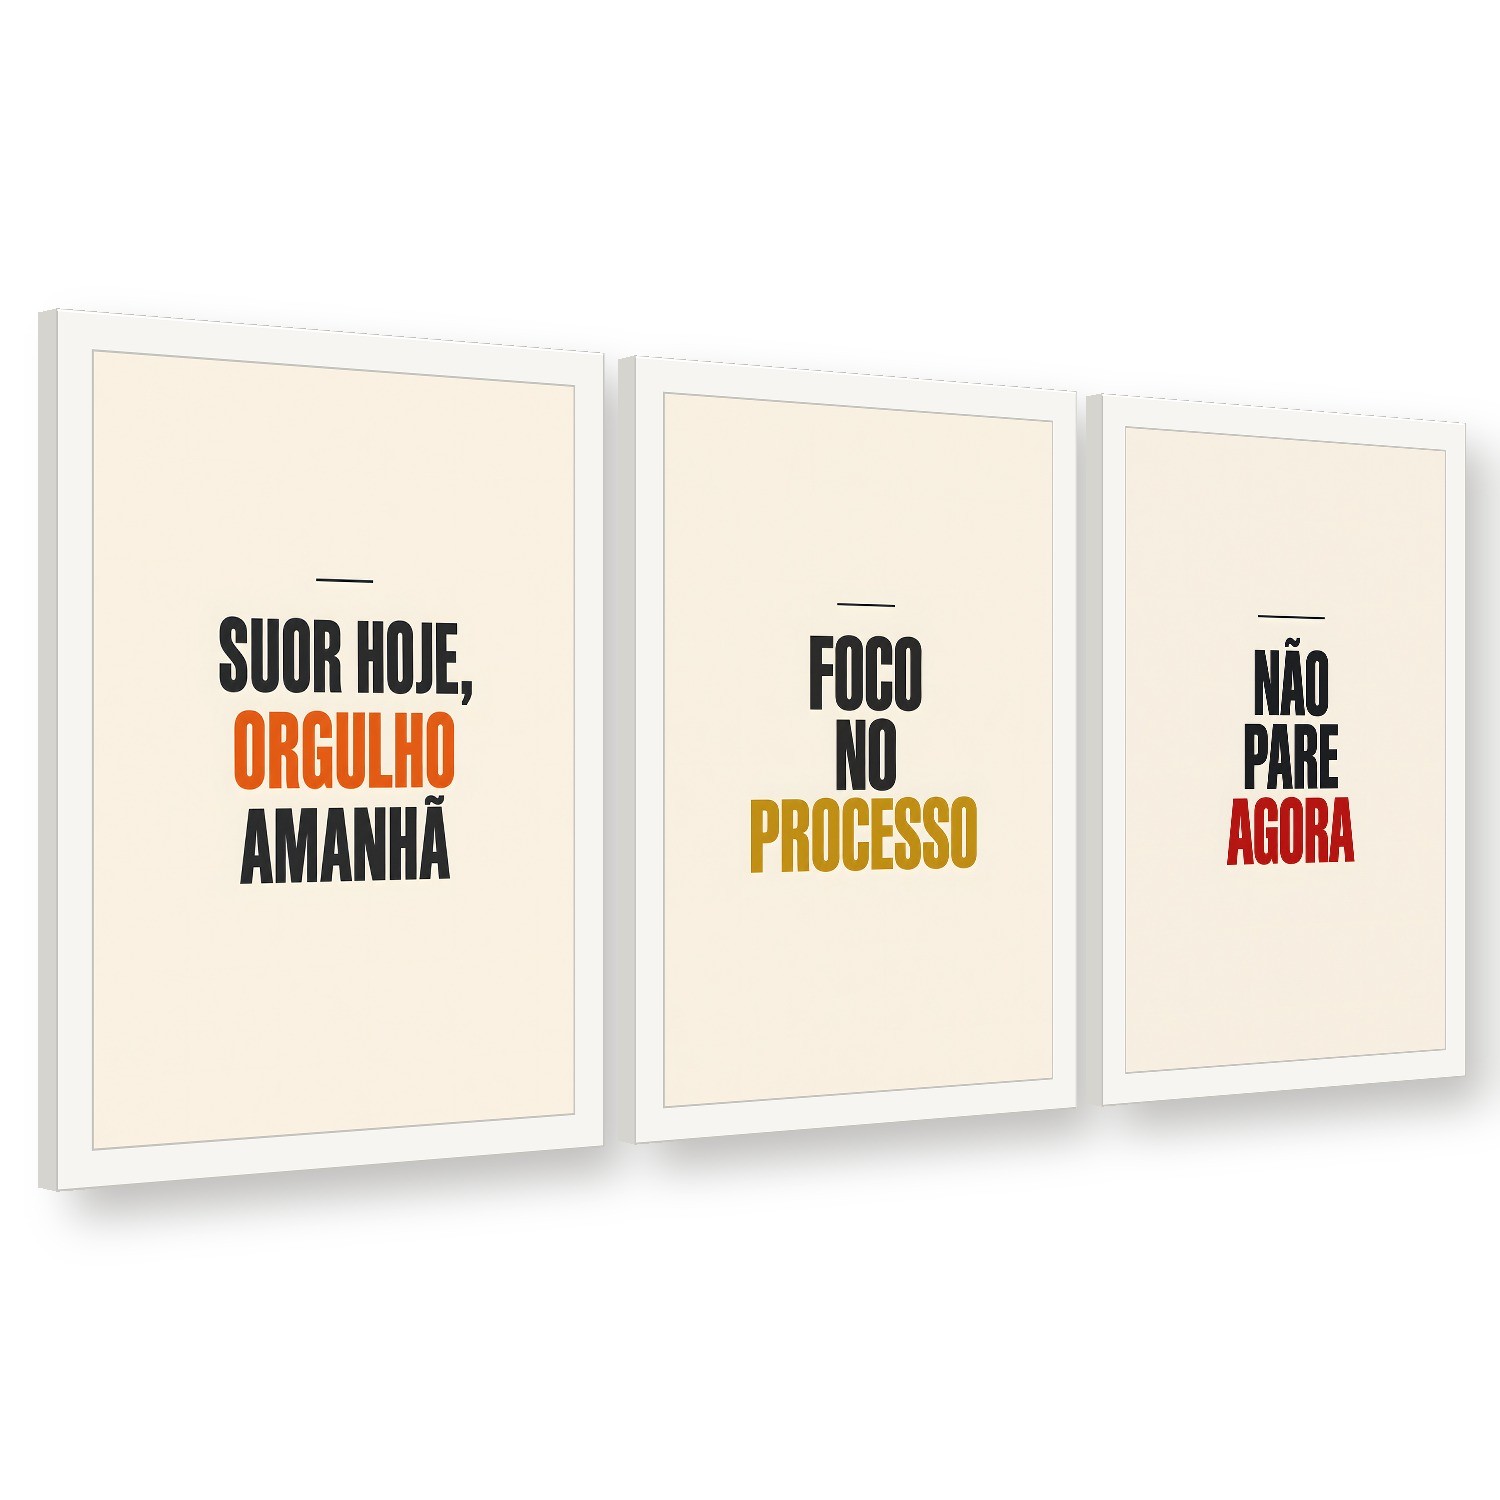 SUOR HOJE,
ORGULHO
AMANHÃ
FOCO
NO
PROCESSO
NÃO
PARE
AGORA